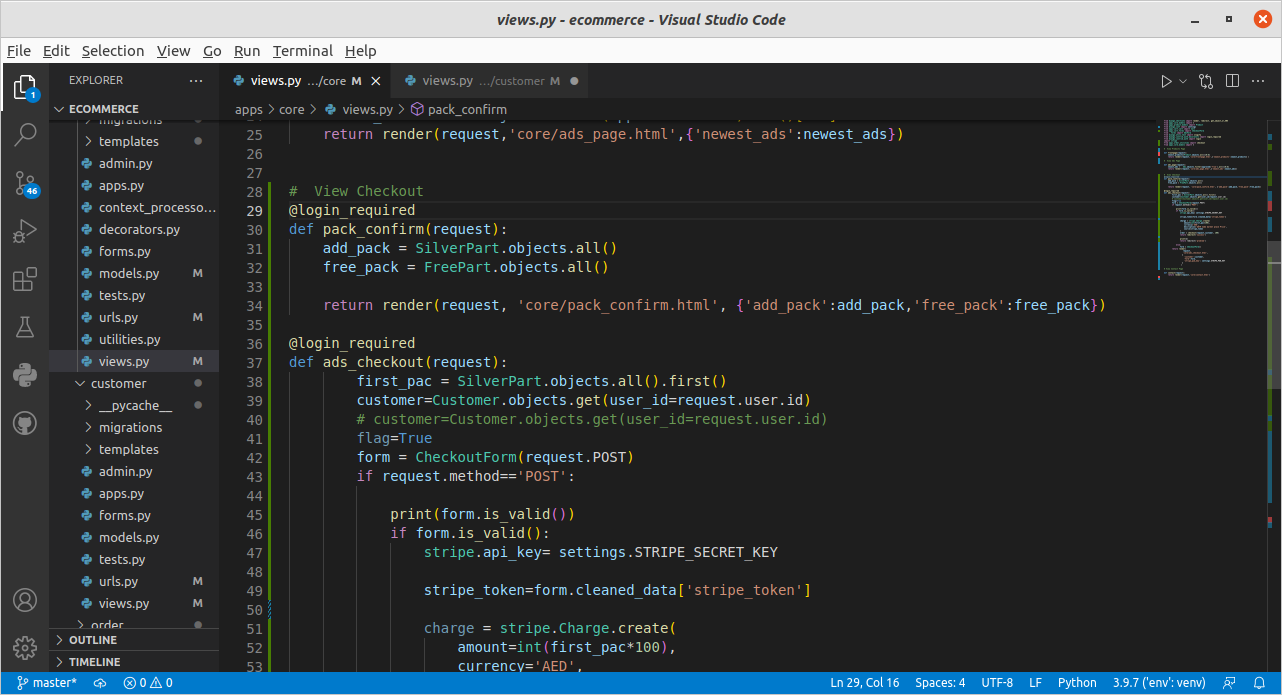 views.py - ecommerce - Visual Studio Code
File Edit Selection View Go Run Terminal Help
EXPLORER ...
views.py .../core M
views.py .../customer M
1
46
ECOMMERCE
apps > core > views.py > pack_confirm
migrations
templates
admin.py
apps.py
context_processo...
decorators.py
forms.py
models.py M
tests.py
urls.py M
utilities.py
views.py M
customer
__pycache__
migrations
templates
admin.py
apps.py
forms.py
models.py
tests.py
urls.py M
views.py M
order
OUTLINE
TIMELINE
25 return render(request,'core/ads_page.html',{'newest_ads':newest_ads})
26
27
28 #  View Checkout
29 @login_required
30 def pack_confirm(request):
31 add_pack = SilverPart.objects.all()
32 free_pack = FreePart.objects.all()
33
34 return render(request, 'core/pack_confirm.html', {'add_pack':add_pack,'free_pack':free_pack})
35
36 @login_required
37 def ads_checkout(request):
38 first_pac = SilverPart.objects.all().first()
39 customer=Customer.objects.get(user_id=request.user.id)
40 # customer=Customer.objects.get(user_id=request.user.id)
41 flag=True
42 form = CheckoutForm(request.POST)
43 if request.method=='POST':
44
45 print(form.is_valid())
46 if form.is_valid():
47 stripe.api_key= settings.STRIPE_SECRET_KEY
48
49 stripe_token=form.cleaned_data['stripe_token']
50
51 charge = stripe.Charge.create(
52 amount=int(first_pac*100),
53 currency='AED',
master* 0 0 Ln 29, Col 16 Spaces: 4 UTF-8 LF Python 3.9.7 ('env': venv)